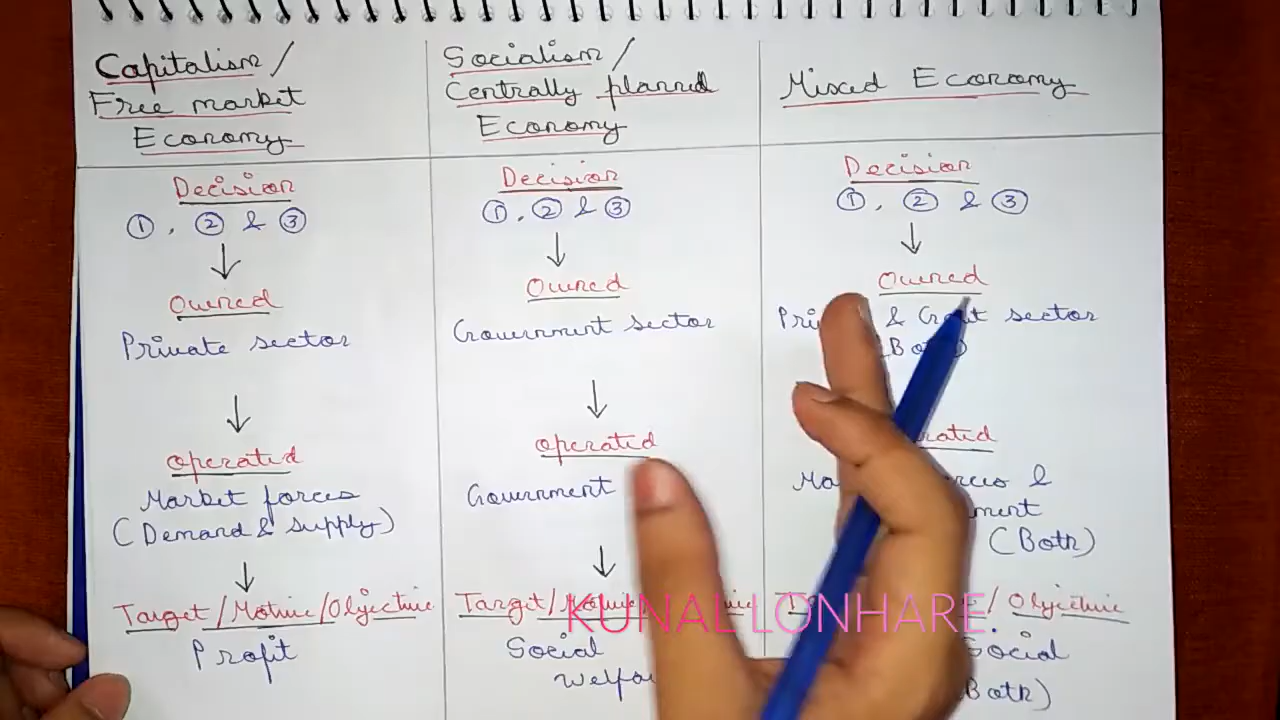 Capitalism /
Free market
Economy
Decision
①, ② & ③
Owned
Private sector
Operated
Market forces
(Demand & supply)
Target/Motive/Objective
Profit
Socialism /
Centrally planned
Economy
Decision
①, ② & ③
Owned
Government sector
Operated
Government
Target/
Social
Mixed Economy
Decision
①, ② & ③
Owned
& Govt sector
&
(Both)
/ Objective
Social
Both)
KUNAL LONHARE